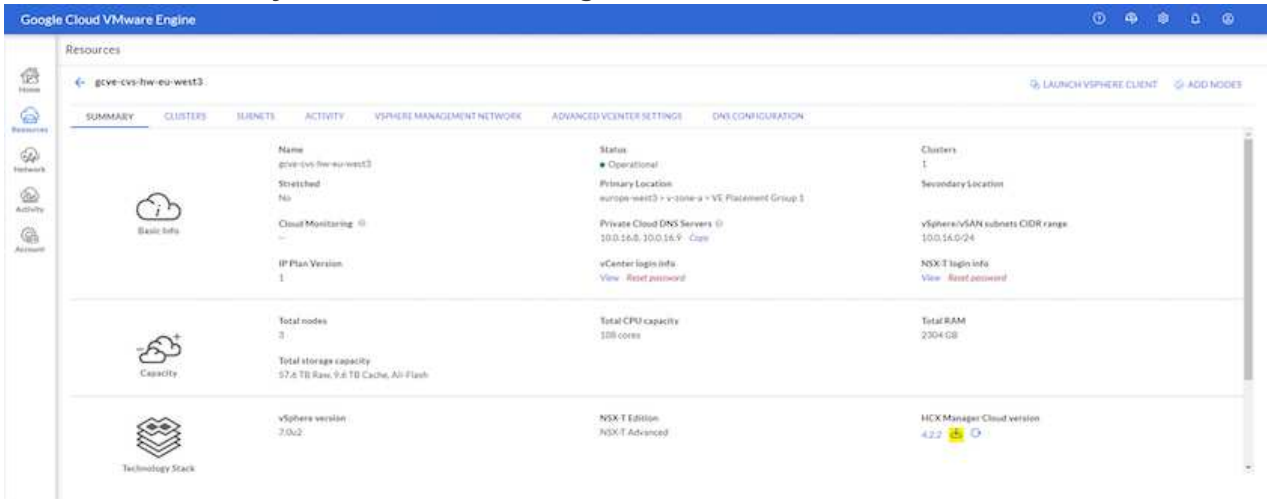 Google Cloud VMware Engine
Resources
gcve-cvs-hw-eu-west3
LAUNCH VSPHERE CLIENT
ADD NODES
SUMMARY CLUSTERS SUBNETS ACTIVITY VSPHERE MANAGEMENT NETWORK ADVANCED VCENTER SETTINGS DNS CONFIGURATION
Home
Resources
Network
Activity
Account
Basic Info
Name
gcve-cvs-hw-eu-west3
Status
Operational
Clusters
1
Stretched
No
Primary Location
europe-west3 > v-zone-a > VE Placement Group 1
Secondary Location
Cloud Monitoring
--
Private Cloud DNS Servers
10.0.16.8, 10.0.16.9 Copy
vSphere/vSAN subnets CIDR range
10.0.16.0/24
IP Plan Version
1
vCenter login info
View Reset password
NSX-T login info
View Reset password
Capacity
Total nodes
3
Total CPU capacity
108 cores
Total RAM
2304 GB
Total storage capacity
57.6 TB Raw, 9.6 TB Cache, All-Flash
Technology Stack
vSphere version
7.0u2
NSX-T Edition
NSX-T Advanced
HCX Manager Cloud version
4.2.2